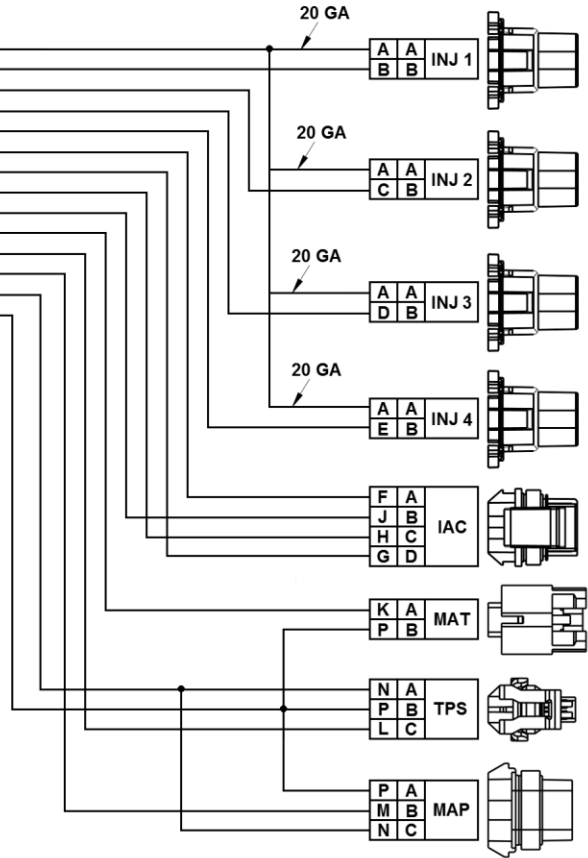 20 GA
A A INJ 1
B B
20 GA
A A INJ 2
C B
20 GA
A A INJ 3
D B
20 GA
A A INJ 4
E B
F A
J B IAC
H C
G D
K A MAT
P B
N A
P B TPS
L C
P A
M B MAP
N C